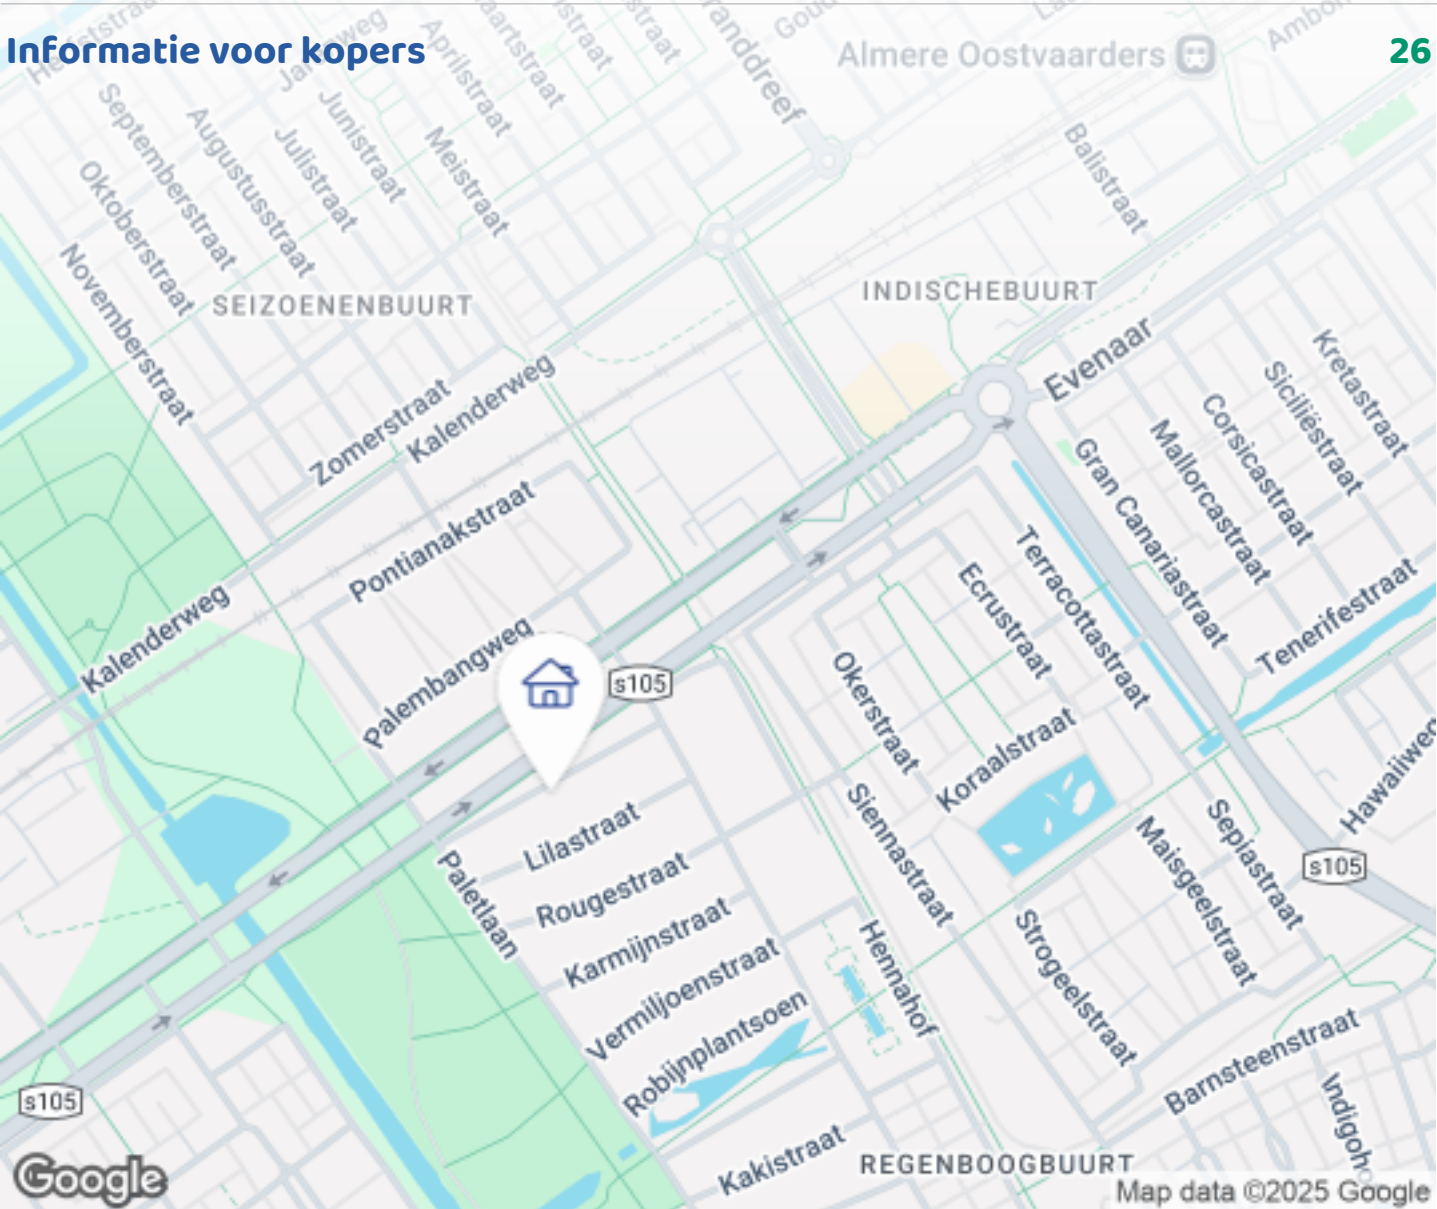 Informatie voor kopers
26
Almere Oostvaarders
Aprilstraat
Junistraat
Julistraat
Augustusstraat
Septemberstraat
Oktoberstraat
Novemberstraat
Meistraat
Balistraat
SEIZOENENBUURT
INDISCHEBUURT
Evenaar
Kretastraat
Siciliëstraat
Corsicastraat
Mallorcastraat
Gran Canariastraat
Zomerstraat
Kalenderweg
Pontianakstraat
Kalenderweg
Palembangweg
s105
Terracottastraat
Ecrustraat
Tenerifestraat
Okerstraat
Koraalstraat
Hawaiiweg
Siennastraat
Lilastraat
Rougestraat
Paletlaan
Karmijnstraat
Vermiljoenstraat
Robijnplantsoen
Hennahof
Maisgeelstraat
Sepiastraat
s105
Strogeelstraat
Barnsteenstraat
s105
Kakistraat
REGENBOOGBUURT
Google
Map data ©2025 Google